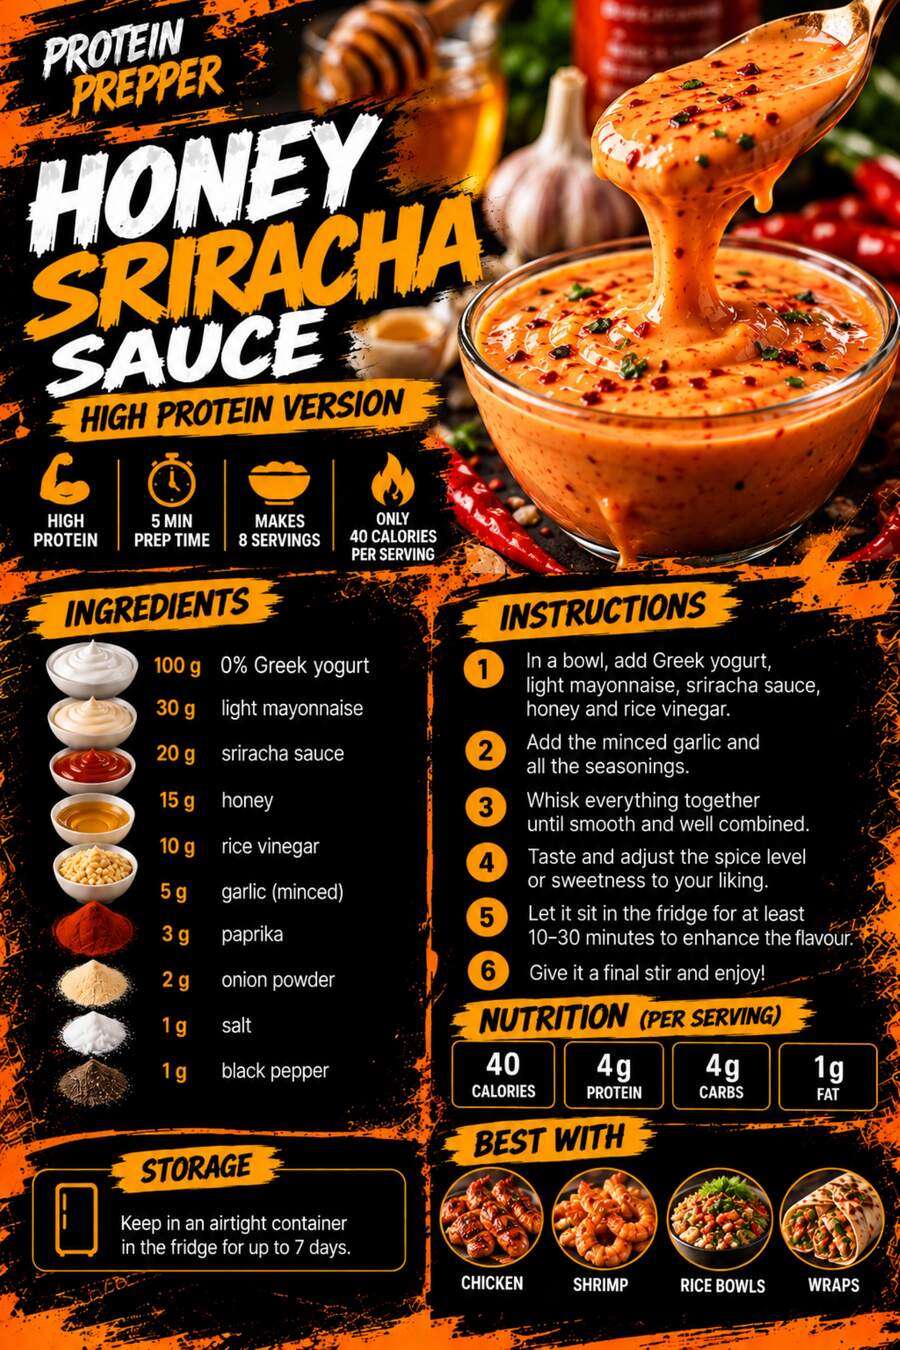 PROTEIN
PREPPER
HONEY
SRIRACHA
SAUCE
HIGH PROTEIN VERSION
HIGH
PROTEIN
5 MIN
PREP TIME
MAKES
8 SERVINGS
ONLY
40 CALORIES
PER SERVING
INGREDIENTS
100 g 0% Greek yogurt
30 g light mayonnaise
20 g sriracha sauce
15 g honey
10 g rice vinegar
5 g garlic (minced)
3 g paprika
2 g onion powder
1 g salt
1 g black pepper
STORAGE
Keep in an airtight container
in the fridge for up to 7 days.
INSTRUCTIONS
1 In a bowl, add Greek yogurt,
light mayonnaise, sriracha sauce,
honey and rice vinegar.
2 Add the minced garlic and
all the seasonings.
3 Whisk everything together
until smooth and well combined.
4 Taste and adjust the spice level
or sweetness to your liking.
5 Let it sit in the fridge for at least
10–30 minutes to enhance the flavour.
6 Give it a final stir and enjoy!
NUTRITION (PER SERVING)
40
CALORIES
4g
PROTEIN
4g
CARBS
1g
FAT
BEST WITH
CHICKEN
SHRIMP
RICE BOWLS
WRAPS